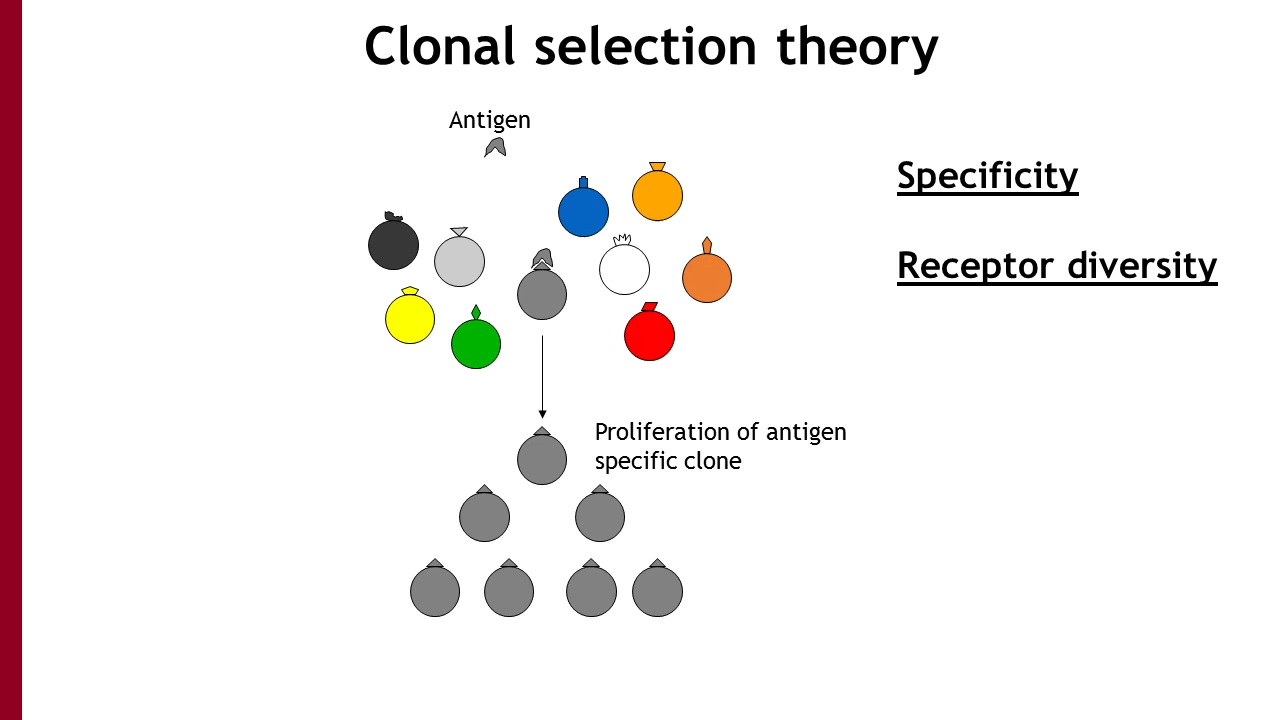 Clonal selection theory
Antigen
Specificity
Receptor diversity
Proliferation of antigen
specific clone